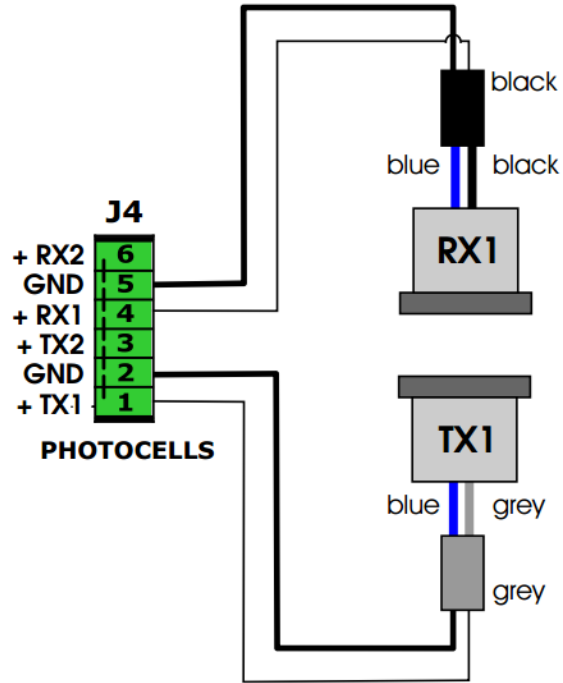 black
blue
black
RX1
J4
+ RX2
6
GND
5
+ RX1
4
+ TX2
3
GND
2
+ TX1
1
PHOTOCELLS
TX1
blue
grey
grey